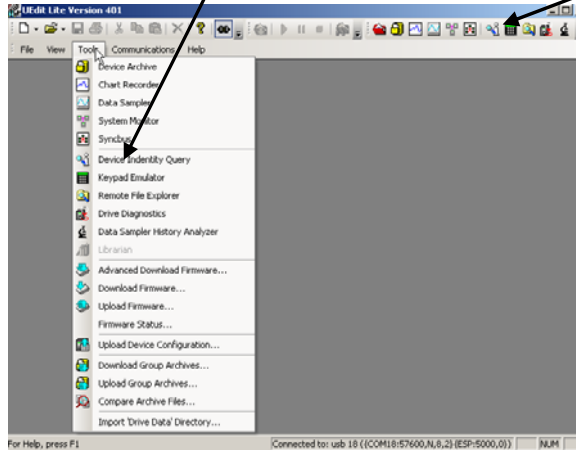 UEdit Lite Version 401
File View Tools Communications Help
Device Archive
Chart Recorder
Data Sampler
System Monitor
Syncbus
Device Indentity Query
Keypad Emulator
Remote File Explorer
Drive Diagnostics
Data Sampler History Analyzer
Librarian
Advanced Download Firmware...
Download Firmware...
Upload Firmware...
Firmware Status...
Upload Device Configuration...
Download Group Archives...
Upload Group Archives...
Compare Archive Files...
Import 'Drive Data' Directory...
For Help, press F1 Connected to: usb 18 ((COM18:57600,N,8,2)-(ESP:5000,0)) NUM